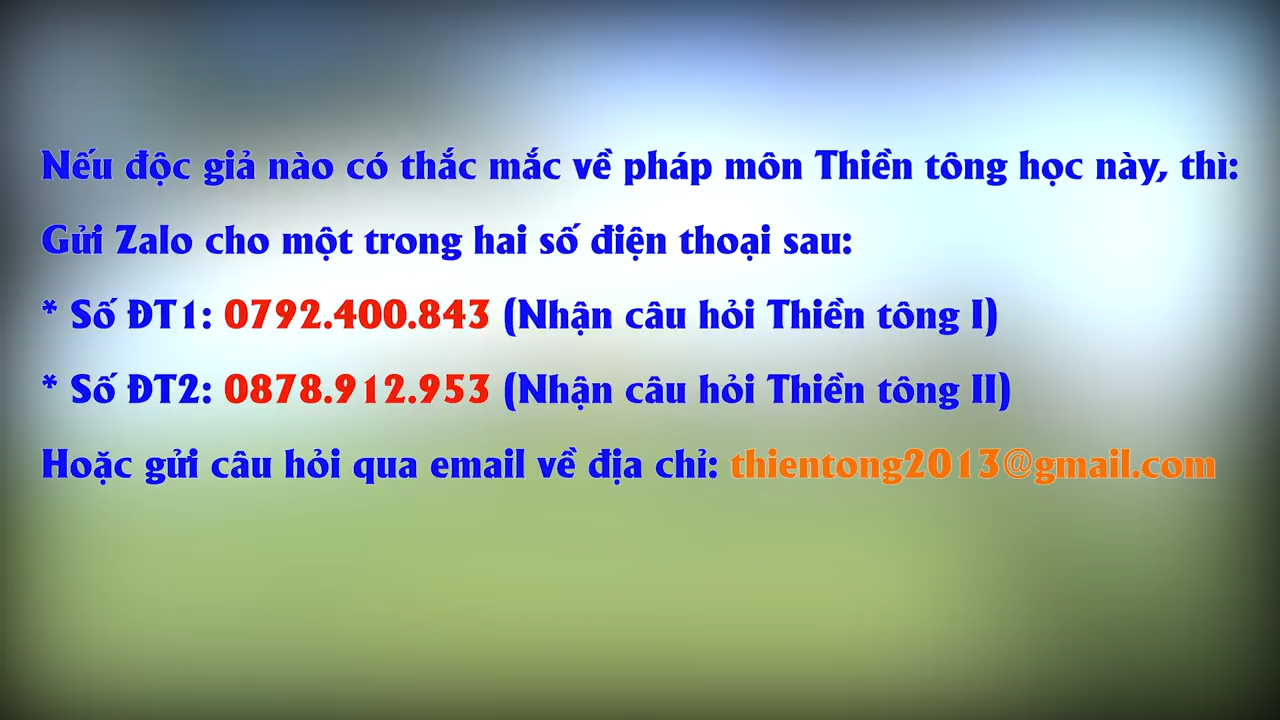 Nếu độc giả nào có thắc mắc về pháp môn Thiền tông học này, thì:
Gửi Zalo cho một trong hai số điện thoại sau:
* Số ĐT1: 0792.400.843 (Nhận câu hỏi Thiền tông I)
* Số ĐT2: 0878.912.953 (Nhận câu hỏi Thiền tông II)
Hoặc gửi câu hỏi qua email về địa chỉ: thientong2013@gmail.com